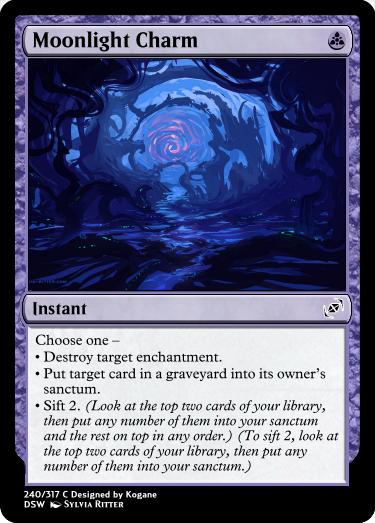 Moonlight Charm
Instant
Choose one –
• Destroy target enchantment.
• Put target card in a graveyard into its owner's
sanctum.
• Sift 2. (Look at the top two cards of your library,
then put any number of them into your sanctum
and the rest on top in any order.) (To sift 2, look at
the top two cards of your library, then put any
number of them into your sanctum.)
240/317 C Designed by Kogane
DSW Sylvia Ritter